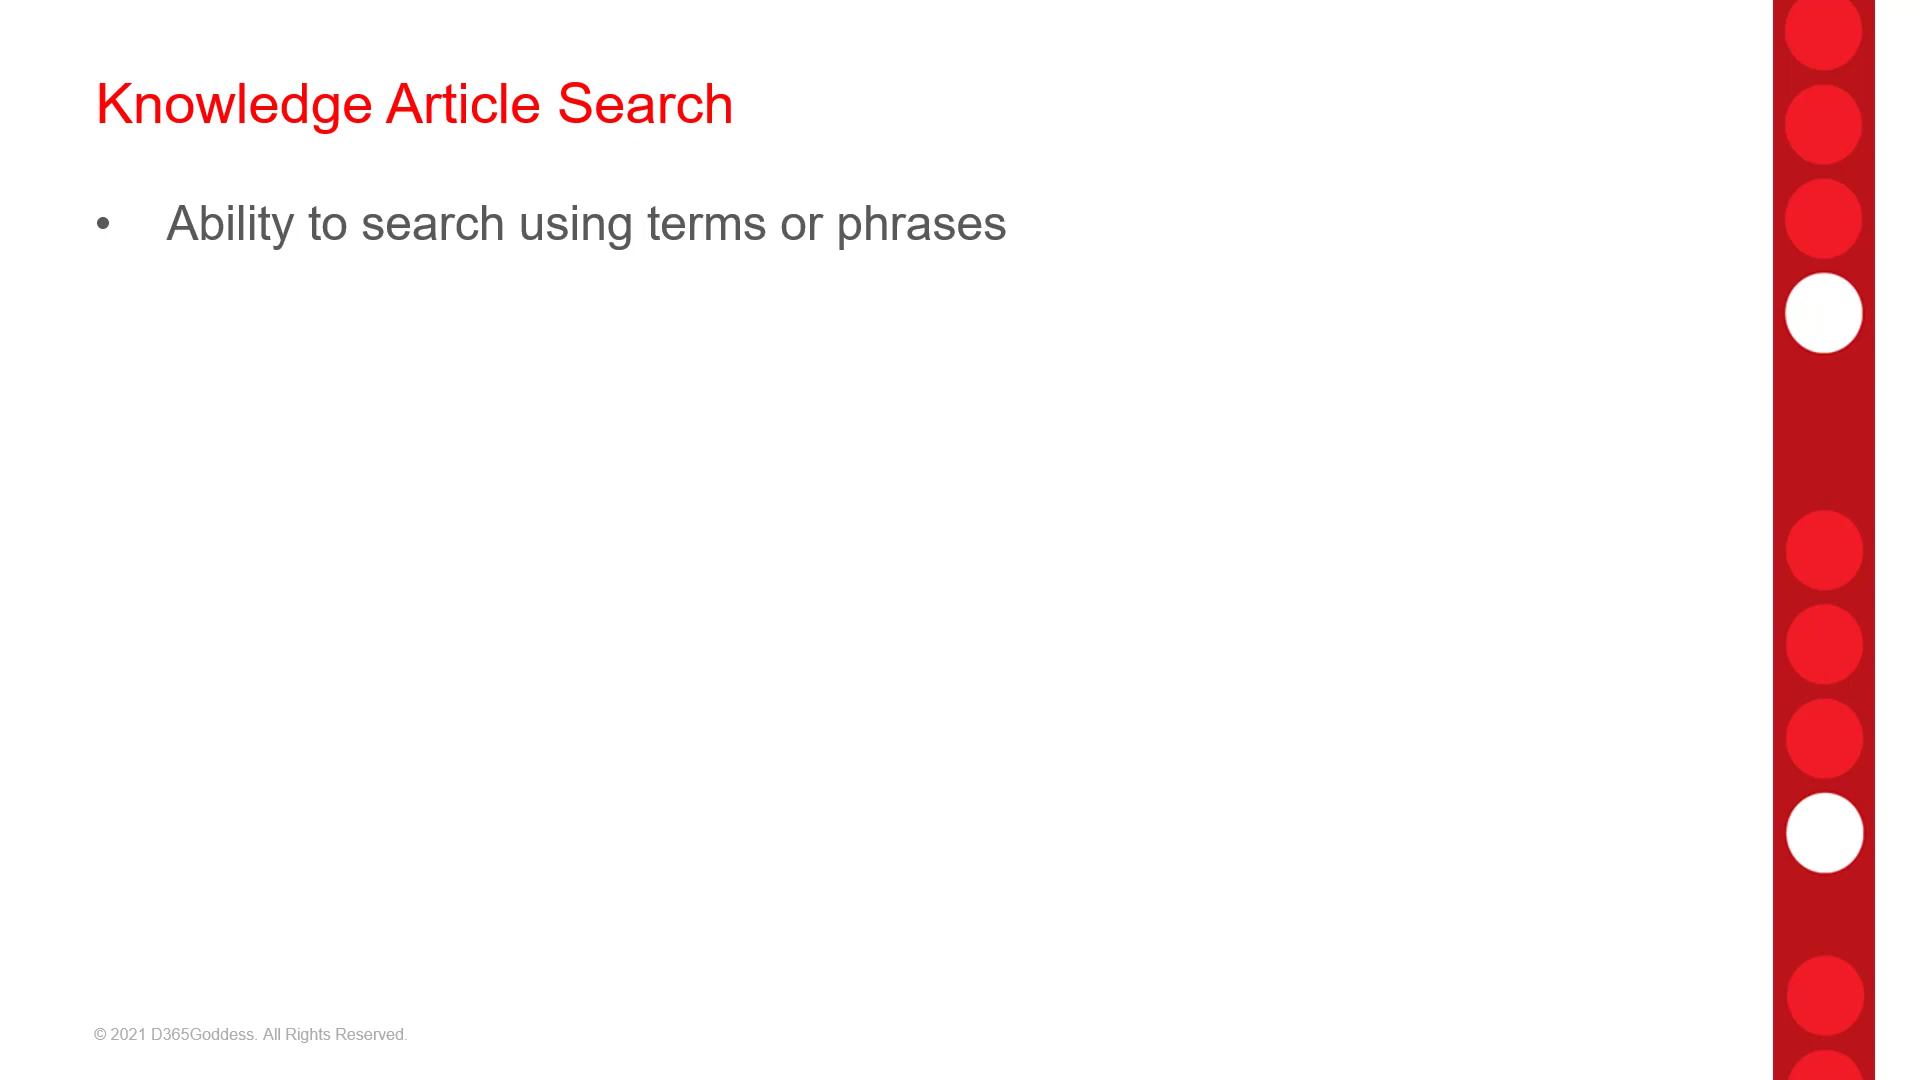 Knowledge Article Search
• Ability to search using terms or phrases
© 2021 D365Goddess. All Rights Reserved.